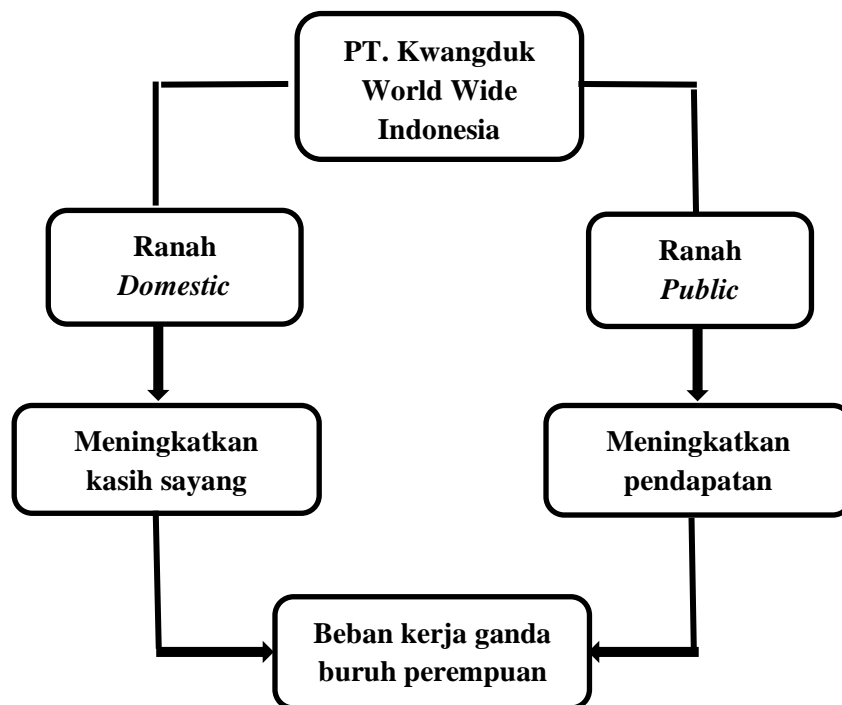 PT. Kwangduk
World Wide
Indonesia
Ranah
Domestic
Ranah
Public
Meningkatkan
kasih sayang
Meningkatkan
pendapatan
Beban kerja ganda
buruh perempuan